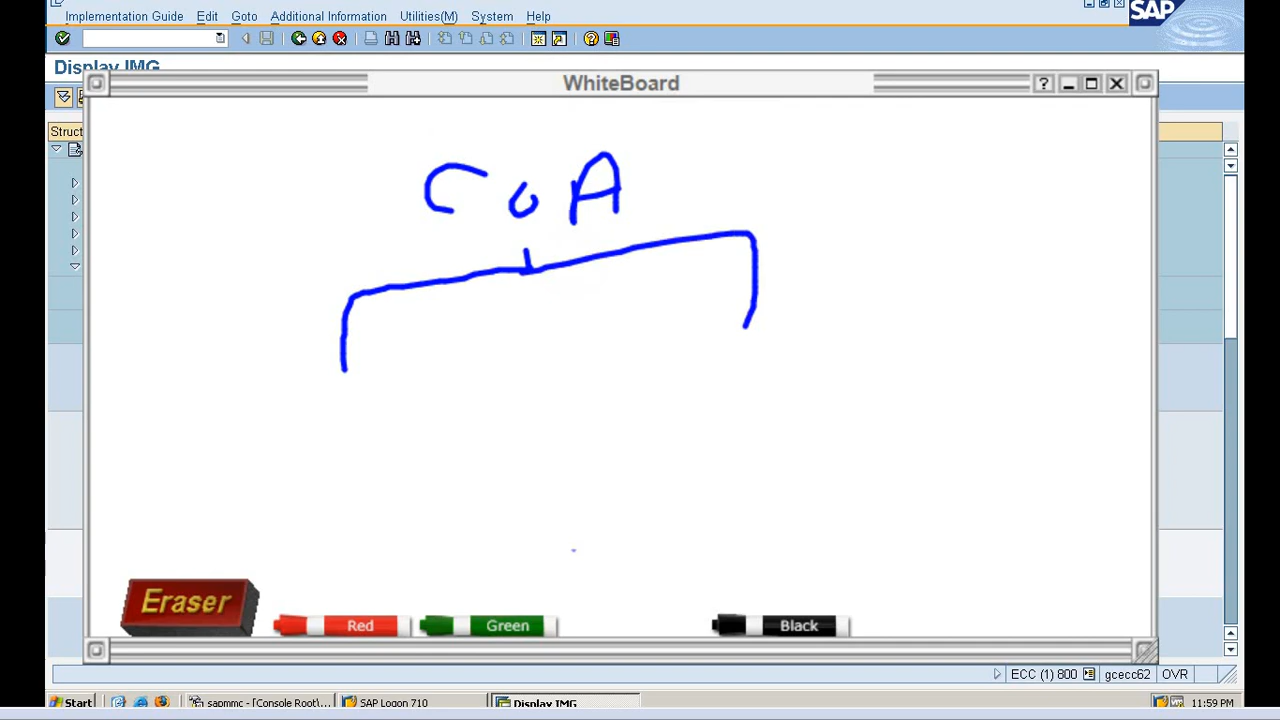 Implementation Guide Edit Goto Additional Information Utilities(M) System Help
SAP
Display IMG
WhiteBoard
?
Struct
CoA
Eraser
Red
Green
Black
ECC (1) 800 gcecc62 OVR
Start sapmmc - [Console Root\... SAP Logon 710 Display IMG 11:59 PM